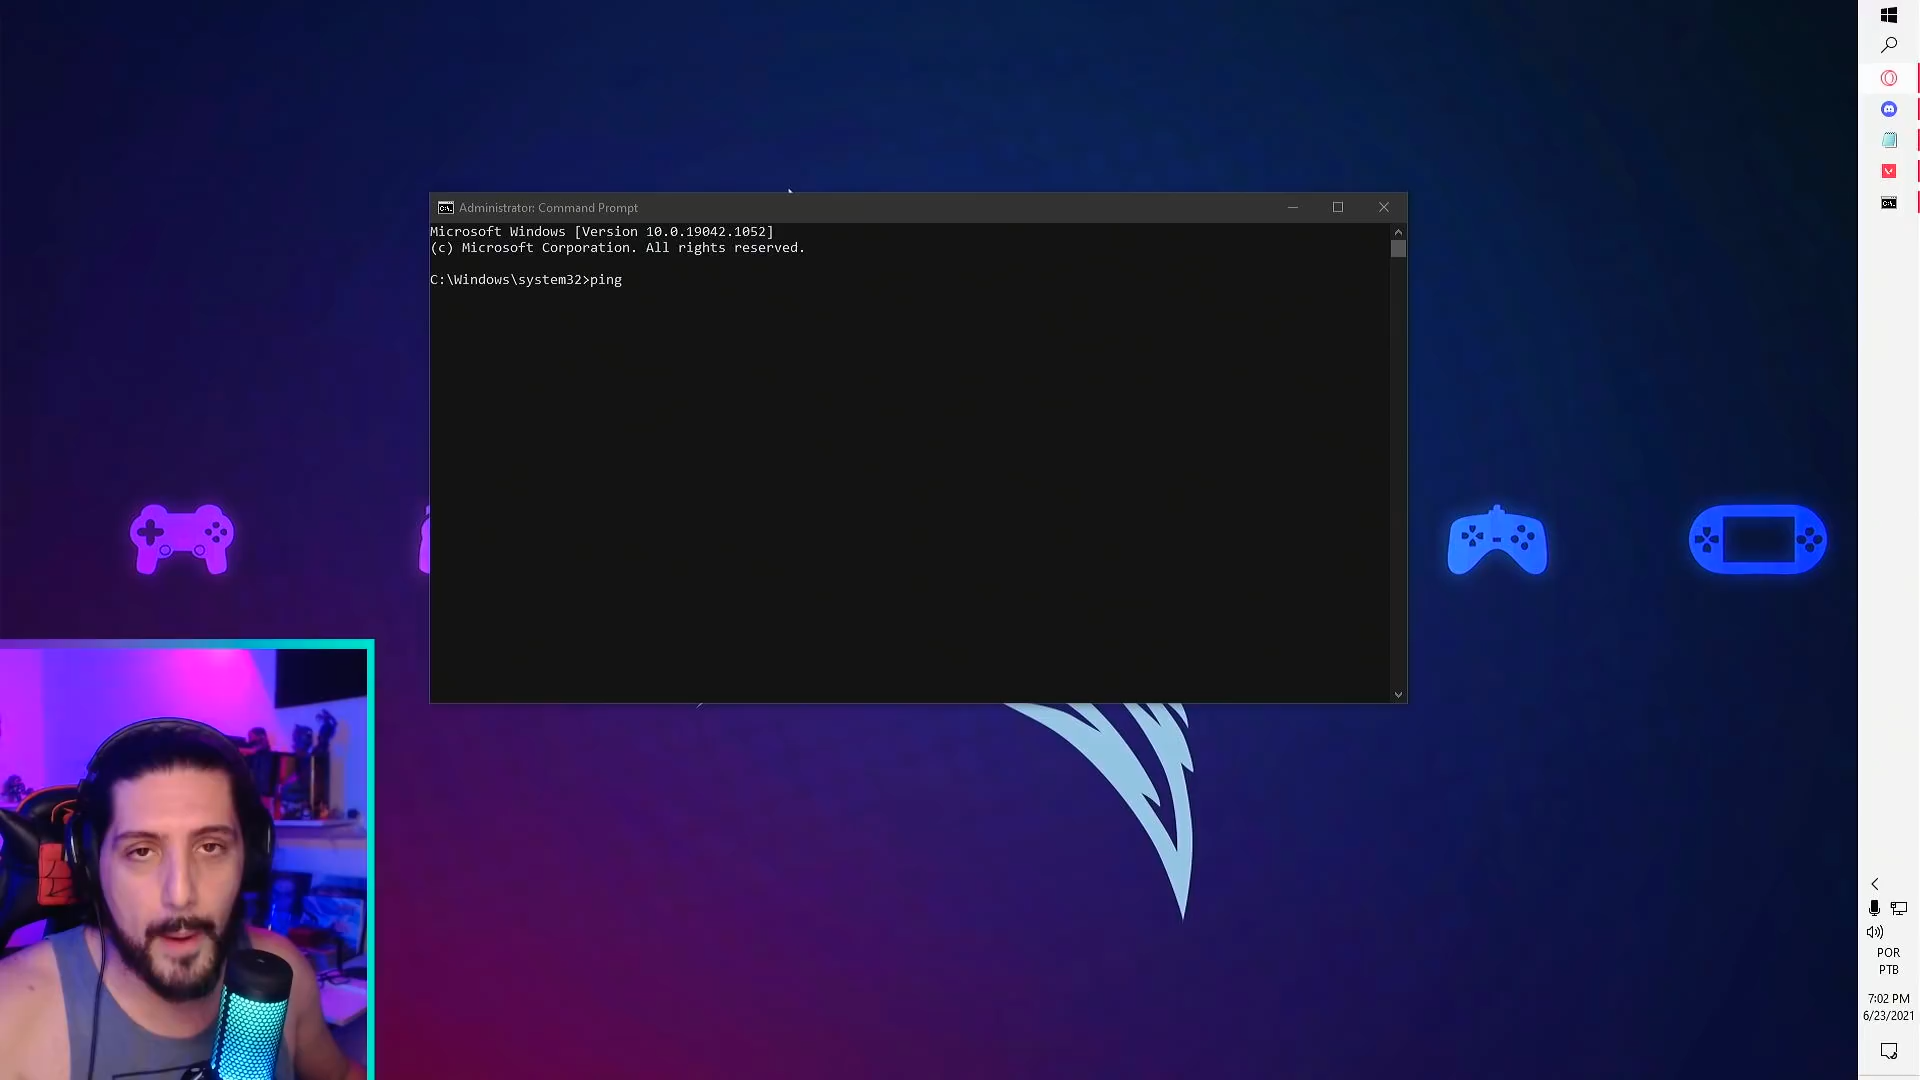 Administrator: Command Prompt
Microsoft Windows [Version 10.0.19042.1052]
(c) Microsoft Corporation. All rights reserved.
C:\Windows\system32>ping
POR
PTB
7:02 PM
6/23/2021